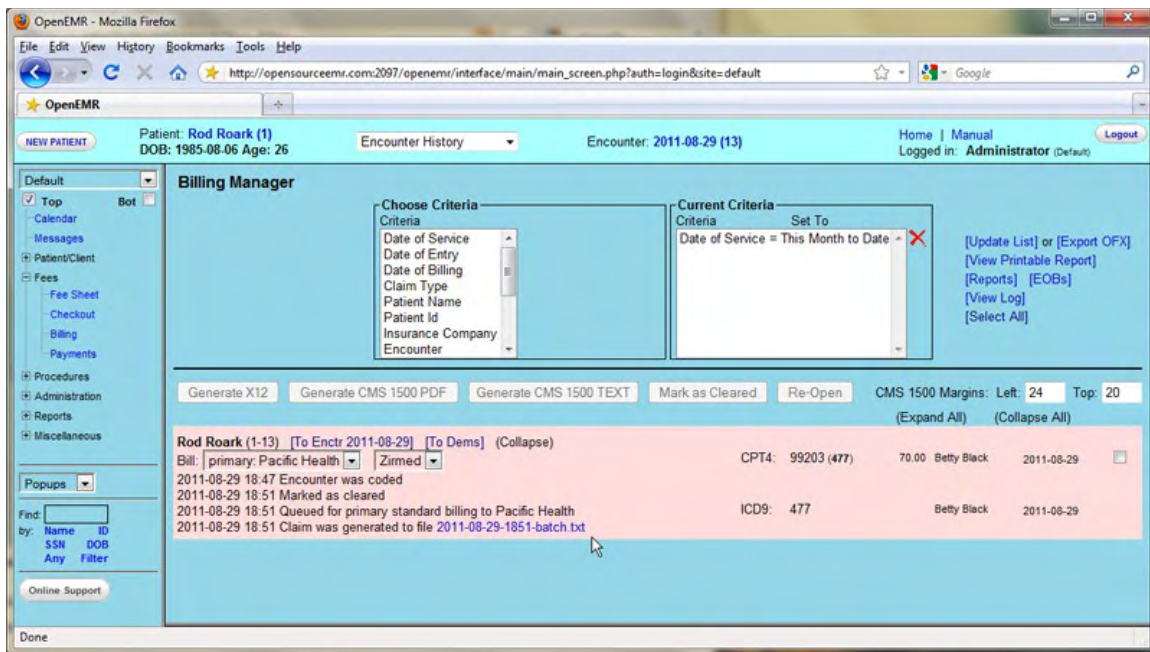 OpenEMR - Mozilla Firefox
File Edit View History Bookmarks Tools Help
http://opensourceemr.com:2097/openemr/interface/main/main_screen.php?auth=login&site=default
Google
OpenEMR
NEW PATIENT
Patient: Rod Roark (1)
DOB: 1985-08-06 Age: 26
Encounter History
Encounter: 2011-08-29 (13)
Home | Manual
Logged in: Administrator (Default)
Logout
Default
Top Bot
Calendar
Messages
Patient/Client
Fees
Fee Sheet
Checkout
Billing
Payments
Procedures
Administration
Reports
Miscellaneous
Popups
Find:
by: Name ID
SSN DOB
Any Filter
Online Support
Billing Manager
Choose Criteria
Criteria
Date of Service
Date of Entry
Date of Billing
Claim Type
Patient Name
Patient Id
Insurance Company
Encounter
Current Criteria
Criteria Set To
Date of Service = This Month to Date
[Update List] or [Export OFX]
[View Printable Report]
[Reports] [EOBs]
[View Log]
[Select All]
Generate X12 Generate CMS 1500 PDF Generate CMS 1500 TEXT Mark as Cleared Re-Open CMS 1500 Margins: Left: 24 Top: 20
(Expand All) (Collapse All)
Rod Roark (1-13) [To Enctr 2011-08-29] [To Dems] (Collapse)
Bill: primary: Pacific Health Zirmed CPT4: 99203 (477) 70.00 Betty Black 2011-08-29
2011-08-29 18:47 Encounter was coded
2011-08-29 18:51 Marked as cleared
2011-08-29 18:51 Queued for primary standard billing to Pacific Health ICD9: 477 Betty Black 2011-08-29
2011-08-29 18:51 Claim was generated to file 2011-08-29-1851-batch.txt
Done